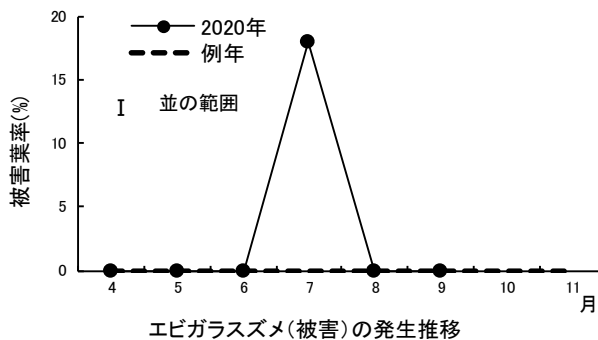 20
15
10
5
0
被害葉率(%)
2020年
例年
並の範囲
4 5 6 7 8 9 10 11
月
エビガラスズメ(被害)の発生推移